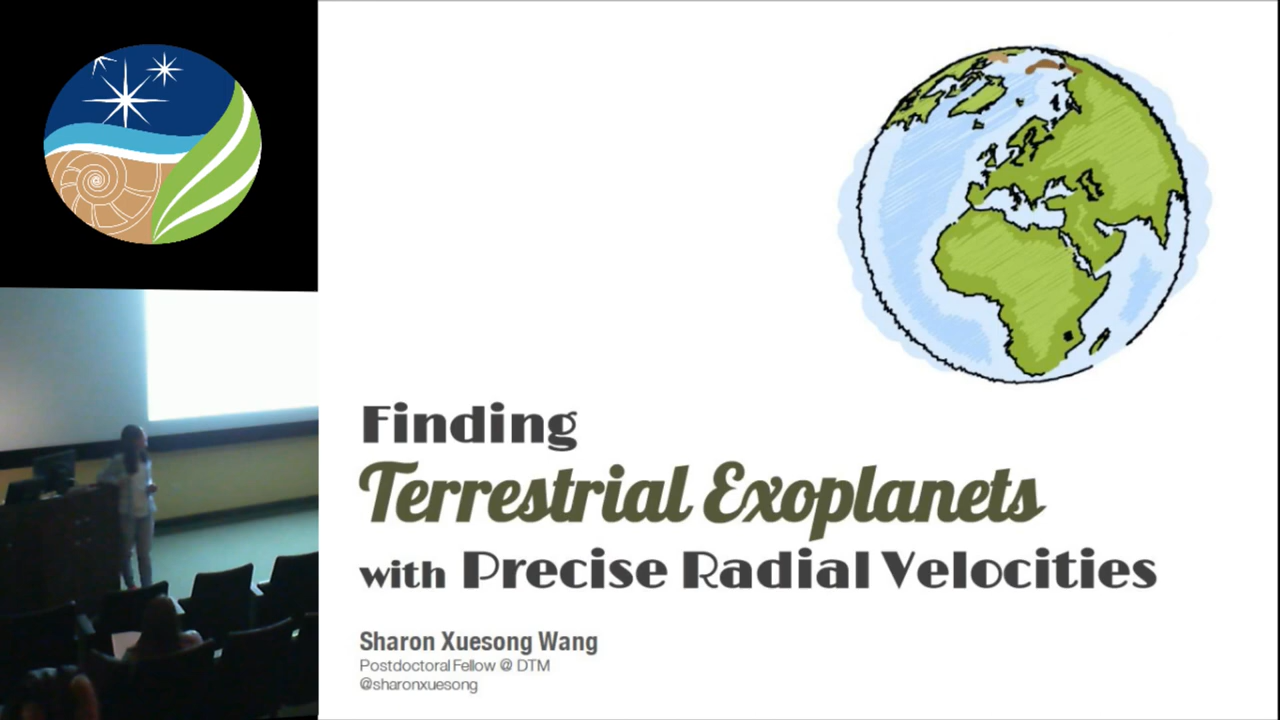 Finding
Terrestrial Exoplanets
with Precise Radial Velocities
Sharon Xuesong Wang
Postdoctoral Fellow @ DTM
@sharonxuesong